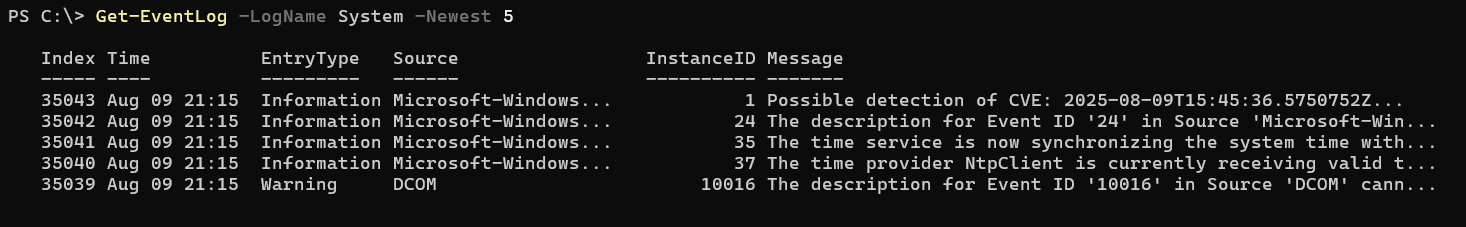 PS C:\> Get-EventLog -LogName System -Newest 5
Index Time EntryType Source InstanceID Message
----- ---- --------- ------ ---------- -------
35043 Aug 09 21:15 Information Microsoft-Windows... 1 Possible detection of CVE: 2025-08-09T15:45:36.5750752Z...
35042 Aug 09 21:15 Information Microsoft-Windows... 24 The description for Event ID '24' in Source 'Microsoft-Win...
35041 Aug 09 21:15 Information Microsoft-Windows... 35 The time service is now synchronizing the system time with...
35040 Aug 09 21:15 Information Microsoft-Windows... 37 The time provider NtpClient is currently receiving valid t...
35039 Aug 09 21:15 Warning DCOM 10016 The description for Event ID '10016' in Source 'DCOM' cann...